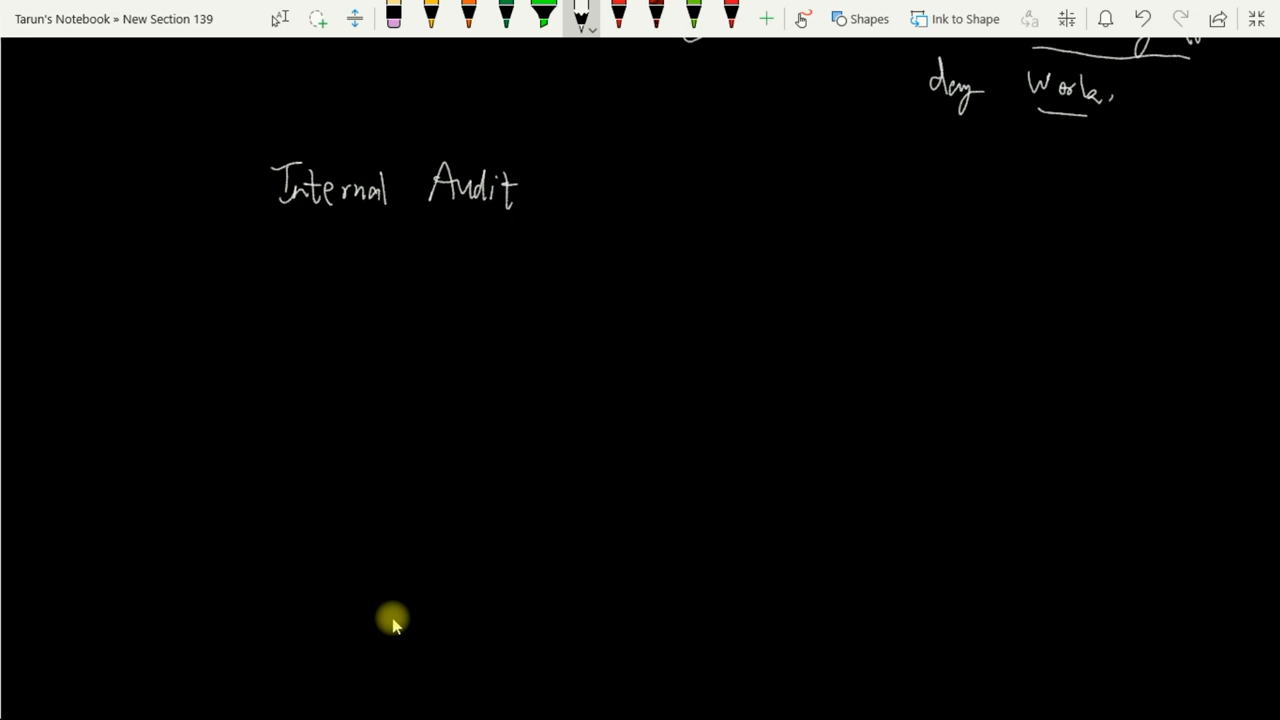 Tarun's Notebook » New Section 139
Shapes
Ink to Shape
day Work.
Internal Audit